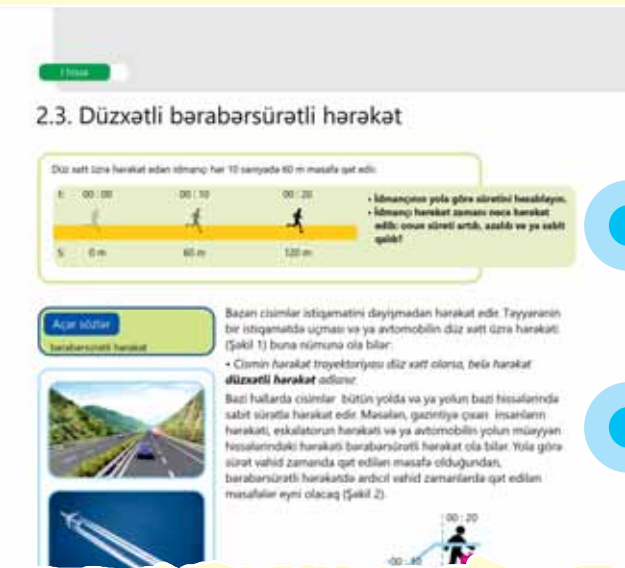 I hissə
2.3. Düzxətli bərabərsürətli hərəkət
Düz xətt üzrə hərəkət edən idmançı hər 10 saniyədə 60 m məsafə qət edir.
t: 00 : 00 00 : 10 00 : 20
S: 0 m 60 m 120 m
• İdmançının yola görə sürətini hesablayın.
• İdmançı hərəkət zamanı necə hərəkət
edib: onun sürəti artıb, azalıb və ya sabit
qalıb?
Açar sözlər
bərabərsürətli hərəkət
Bəzən cisimlər istiqamətini dəyişmədən hərəkət edir. Təyyarənin
bir istiqamətdə uçması və ya avtomobilin düz xətt üzrə hərəkəti
(Şəkil 1) buna nümunə ola bilər.
• Cismin hərəkət trayektoriyası düz xətt olarsa, belə hərəkət
düzxətli hərəkət adlanır.
Bəzi hallarda cisimlər bütün yolda və ya yolun bəzi hissələrində
sabit sürətlə hərəkət edir. Məsələn, gəzintiyə çıxan insanların
hərəkəti, eskalatorun hərəkəti və ya avtomobilin yolun müəyyən
hissələrindəki hərəkəti bərabərsürətli hərəkət ola bilər. Yola görə
sürət vahid zamanda qət edilən məsafə olduğundan,
bərabərsürətli hərəkətdə ardıcıl vahid zamanlarda qət edilən
məsafələr eyni olacaq (Şəkil 2).
00 : 20
00 : 10